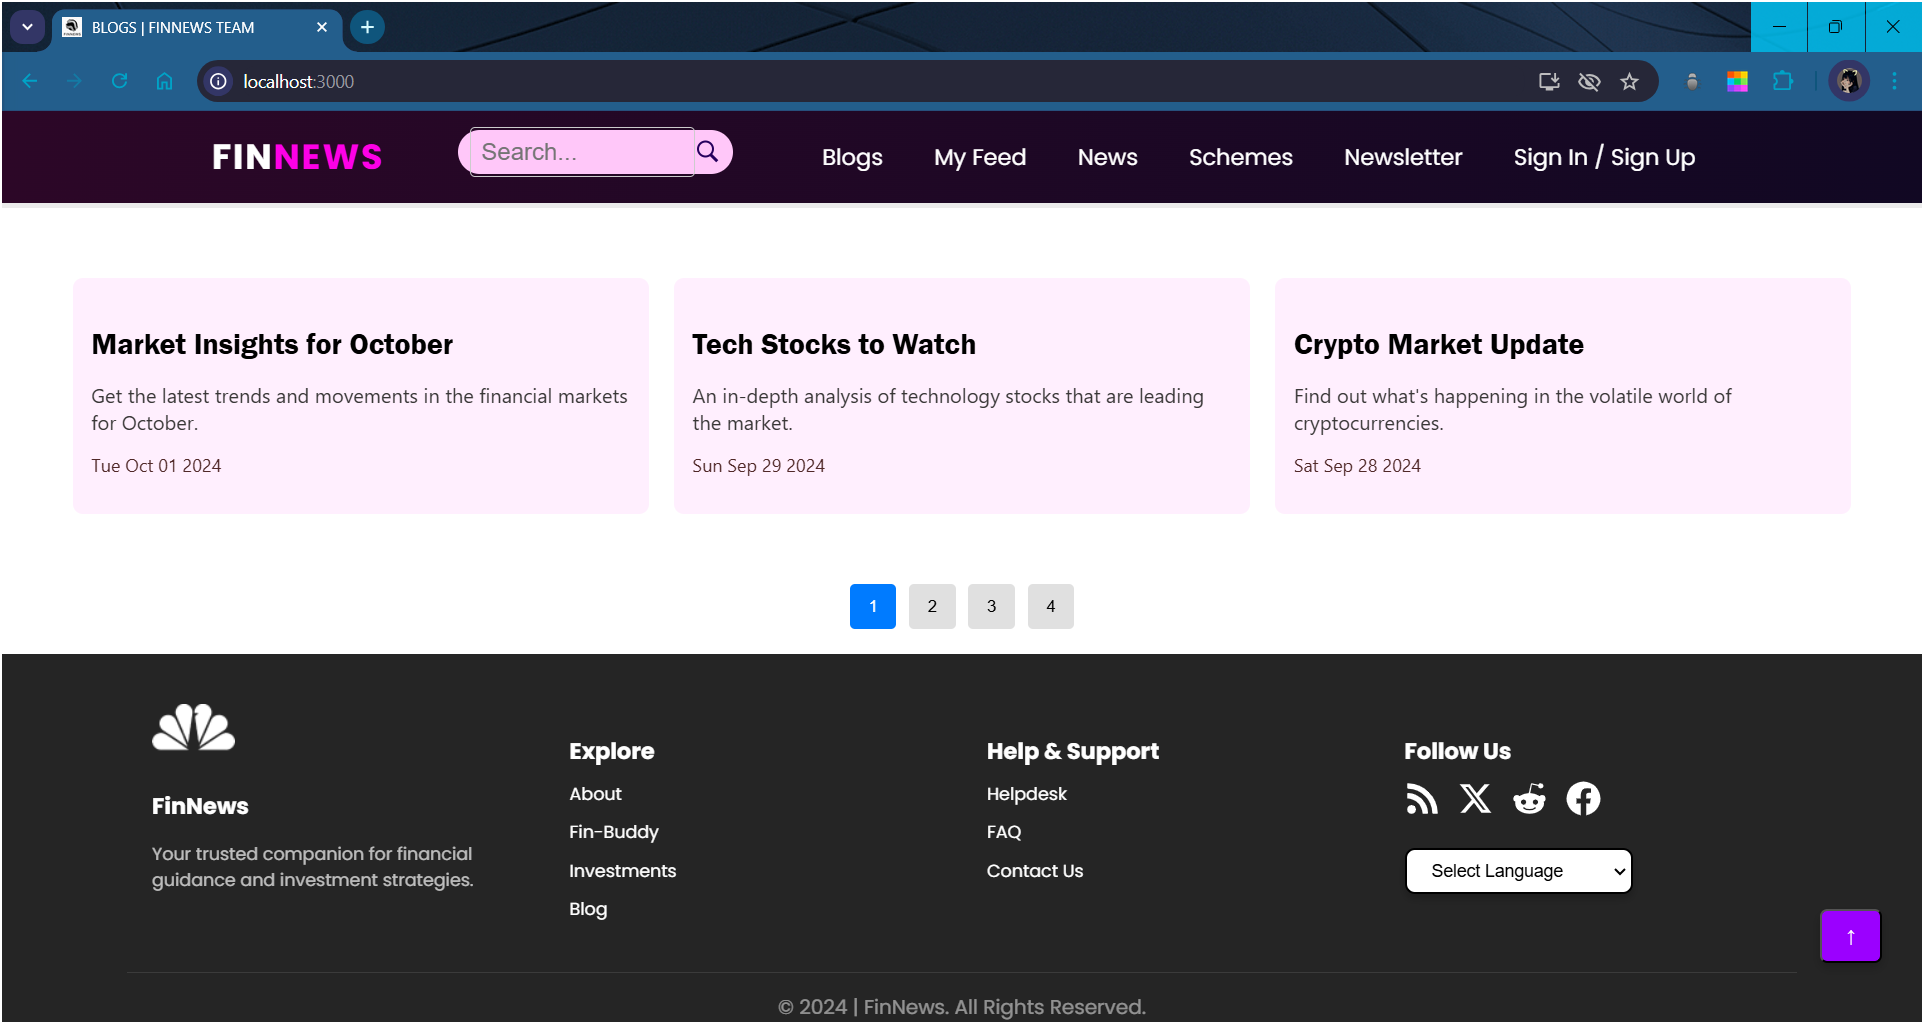 BLOGS | FINNEWS TEAM
localhost:3000
FINNEWS
Search...
Blogs
My Feed
News
Schemes
Newsletter
Sign In / Sign Up
Market Insights for October
Get the latest trends and movements in the financial markets
for October.
Tue Oct 01 2024
Tech Stocks to Watch
An in-depth analysis of technology stocks that are leading
the market.
Sun Sep 29 2024
Crypto Market Update
Find out what's happening in the volatile world of
cryptocurrencies.
Sat Sep 28 2024
1
2
3
4
FinNews
Your trusted companion for financial
guidance and investment strategies.
Explore
About
Fin-Buddy
Investments
Blog
Help & Support
Helpdesk
FAQ
Contact Us
Follow Us
Select Language
↑
© 2024 | FinNews. All Rights Reserved.